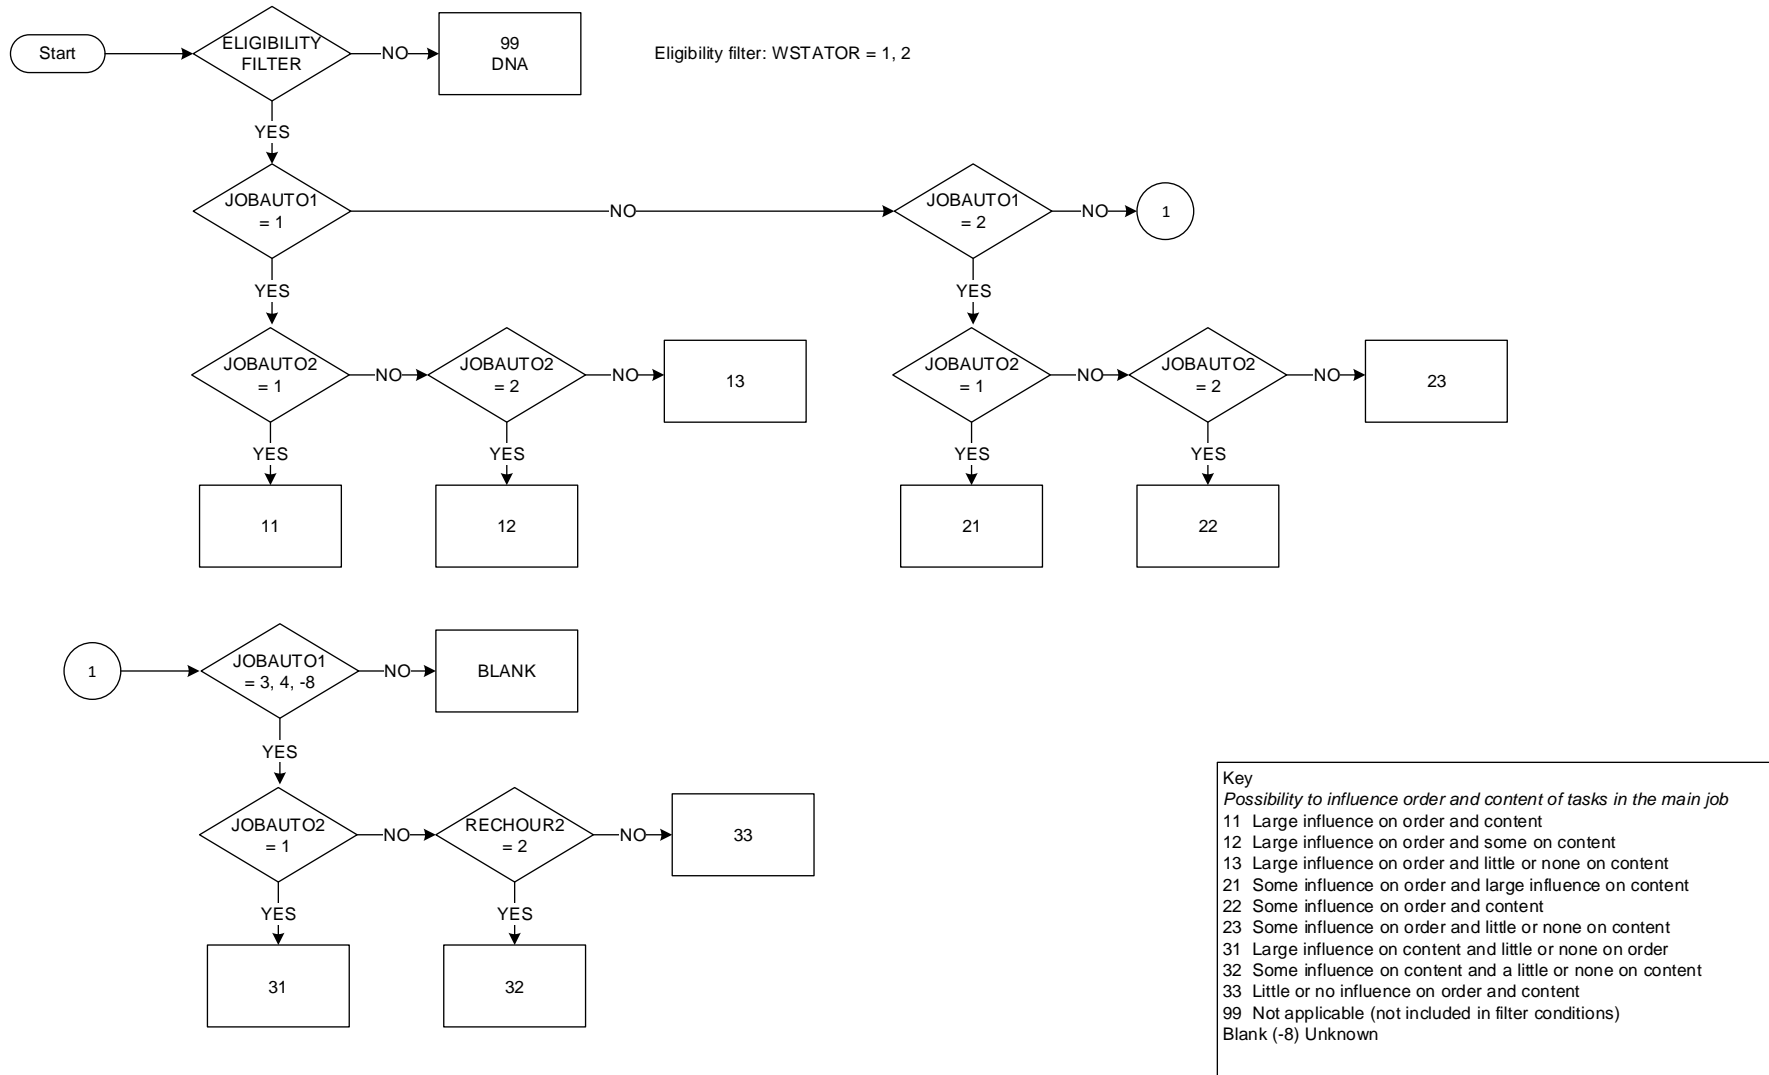 Start
ELIGIBILITY
FILTER
NO
99
DNA
Eligibility filter: WSTATOR = 1, 2
YES
JOBAUTO1
= 1
NO
JOBAUTO1
= 2
NO
1
YES
YES
JOBAUTO2
= 1
NO
JOBAUTO2
= 2
NO
13
JOBAUTO2
= 1
NO
JOBAUTO2
= 2
NO
23
YES
YES
YES
YES
11
12
21
22
1
JOBAUTO1
= 3, 4, -8
NO
BLANK
YES
JOBAUTO2
= 1
NO
RECHOUR2
= 2
NO
33
YES
YES
31
32
Key
Possibility to influence order and content of tasks in the main job
11 Large influence on order and content
12 Large influence on order and some on content
13 Large influence on order and little or none on content
21 Some influence on order and large influence on content
22 Some influence on order and content
23 Some influence on order and little or none on content
31 Large influence on content and little or none on order
32 Some influence on content and a little or none on content
33 Little or no influence on order and content
99 Not applicable (not included in filter conditions)
Blank (-8) Unknown